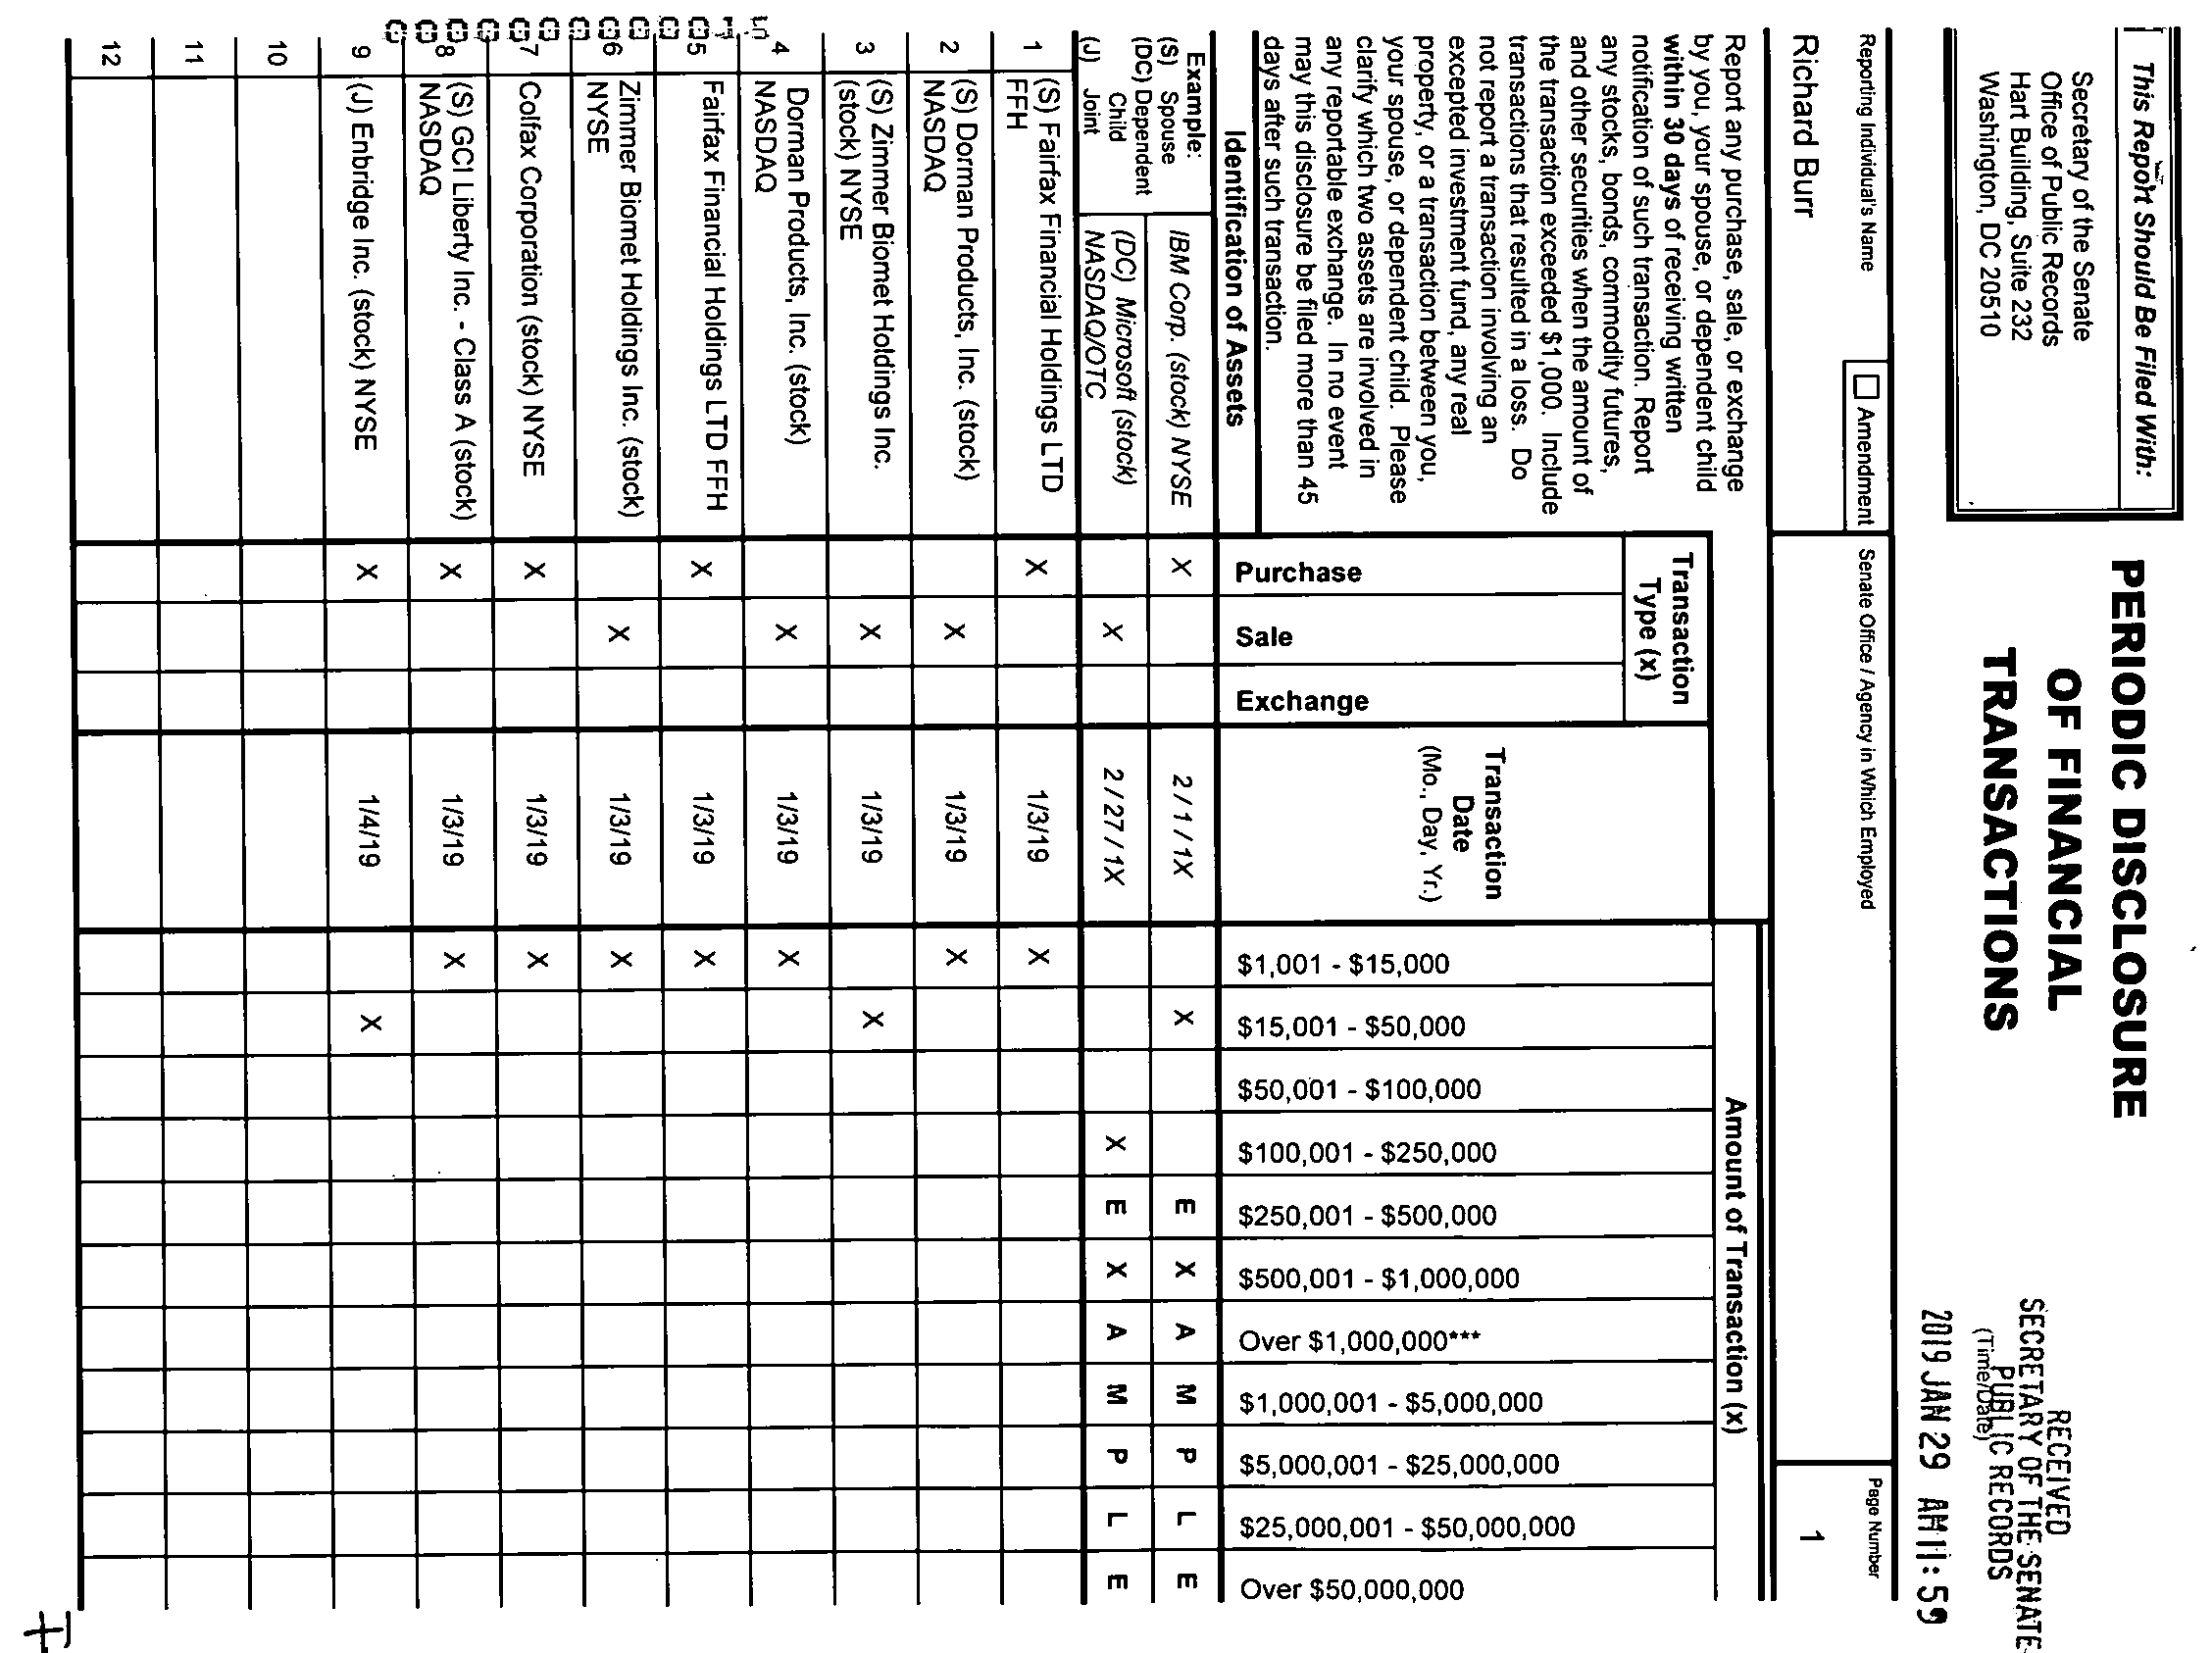 This Report Should Be Filed With:
Secretary of the Senate
Office of Public Records
Hart Building, Suite 232
Washington, DC 20510
PERIODIC DISCLOSURE
OF FINANCIAL
TRANSACTIONS
RECEIVED
SECRETARY OF THE SENATE
PUBLIC RECORDS
(Time/Date)
2019 JAN 29 AM 11:59
Reporting Individual's Name
Amendment
Senate Office / Agency in Which Employed
Page Number
Richard Burr
1
Report any purchase, sale, or exchange
by you, your spouse, or dependent child
within 30 days of receiving written
notification of such transaction. Report
any stocks, bonds, commodity futures,
and other securities when the amount of
the transaction exceeded $1,000. Include
transactions that resulted in a loss. Do
not report a transaction involving an
excepted investment fund, any real
property, or a transaction between you,
your spouse, or dependent child. Please
clarify which two assets are involved in
any reportable exchange. In no event
may this disclosure be filed more than 45
days after such transaction.
Identification of Assets
Transaction
Type (x)
Purchase
Sale
Exchange
Transaction
Date
(Mo., Day, Yr.)
Amount of Transaction (x)
$1,001 - $15,000
$15,001 - $50,000
$50,001 - $100,000
$100,001 - $250,000
$250,001 - $500,000
$500,001 - $1,000,000
Over $1,000,000***
$1,000,001 - $5,000,000
$5,000,001 - $25,000,000
$25,000,001 - $50,000,000
Over $50,000,000
Example:
(S) Spouse
(DC) Dependent
Child
(J) Joint
IBM Corp. (stock) NYSE X 2 / 1 / 1X X E X A M P L E
(DC) Microsoft (stock)
NASDAQ/OTC X 2 / 27 / 1X X E X A M P L E
1 (S) Fairfax Financial Holdings LTD
FFH X 1/3/19 X
2 (S) Dorman Products, Inc. (stock)
NASDAQ X 1/3/19 X
3 (S) Zimmer Biomet Holdings Inc.
(stock) NYSE X 1/3/19 X
4 Dorman Products, Inc. (stock)
NASDAQ X 1/3/19 X
5 Fairfax Financial Holdings LTD FFH X 1/3/19 X
6 Zimmer Biomet Holdings Inc. (stock)
NYSE X 1/3/19 X
7 Colfax Corporation (stock) NYSE X 1/3/19 X
8 (S) GCI Liberty Inc. - Class A (stock)
NASDAQ X 1/3/19 X
9 (J) Enbridge Inc. (stock) NYSE X 1/4/19 X
10
11
12